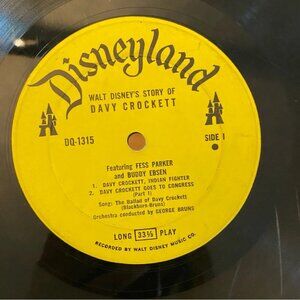 Disneyland
WALT DISNEY'S STORY OF
DAVY CROCKETT
DQ-1315
SIDE 1
Featuring FESS PARKER
and BUDDY EBSEN
1. DAVY CROCKETT, INDIAN FIGHTER
2. DAVY CROCKETT GOES TO CONGRESS
(Part 1)
Song: The Ballad of Davy Crockett
(Blackburn-Bruns)
Orchestra conducted by GEORGE BRUNS
LONG 33⅓ PLAY
RECORDED BY WALT DISNEY MUSIC CO.